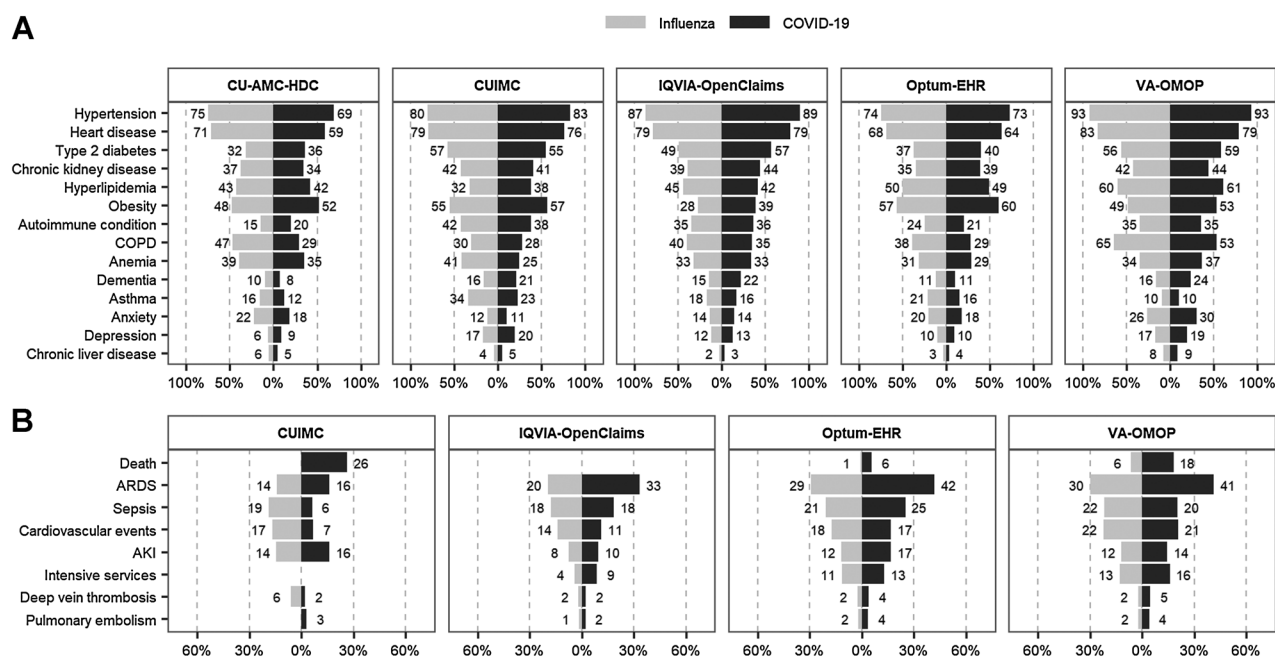 A
Influenza COVID-19
CU-AMC-HDC CUIMC IQVIA-OpenClaims Optum-EHR VA-OMOP
Hypertension 75 69 80 83 87 89 74 73 93 93
Heart disease 71 59 79 76 79 79 68 64 83 79
Type 2 diabetes 32 36 57 55 49 57 37 40 56 59
Chronic kidney disease 37 34 42 41 39 44 35 39 42 44
Hyperlipidemia 43 42 32 38 45 42 50 49 60 61
Obesity 48 52 55 57 28 39 57 60 49 53
Autoimmune condition 15 20 42 38 35 36 24 21 35 35
COPD 47 29 30 28 40 35 38 29 65 53
Anemia 39 35 41 25 33 33 31 29 34 37
Dementia 10 8 16 21 15 22 11 11 16 24
Asthma 16 12 34 23 18 16 21 16 10 10
Anxiety 22 18 12 11 14 14 20 18 26 30
Depression 6 9 17 20 12 13 10 10 17 19
Chronic liver disease 6 5 4 5 2 3 3 4 8 9
100% 50% 0% 50% 100% 100% 50% 0% 50% 100% 100% 50% 0% 50% 100% 100% 50% 0% 50% 100% 100% 50% 0% 50% 100%
B
CUIMC IQVIA-OpenClaims Optum-EHR VA-OMOP
Death 26 1 6 6 18
ARDS 14 16 20 33 29 42 30 41
Sepsis 19 6 18 18 21 25 22 20
Cardiovascular events 17 7 14 11 18 17 22 21
AKI 14 16 8 10 12 17 12 14
Intensive services 4 9 11 13 13 16
Deep vein thrombosis 6 2 2 2 2 4 2 5
Pulmonary embolism 3 1 2 2 4 2 4
60% 30% 0% 30% 60% 60% 30% 0% 30% 60% 60% 30% 0% 30% 60% 60% 30% 0% 30% 60%